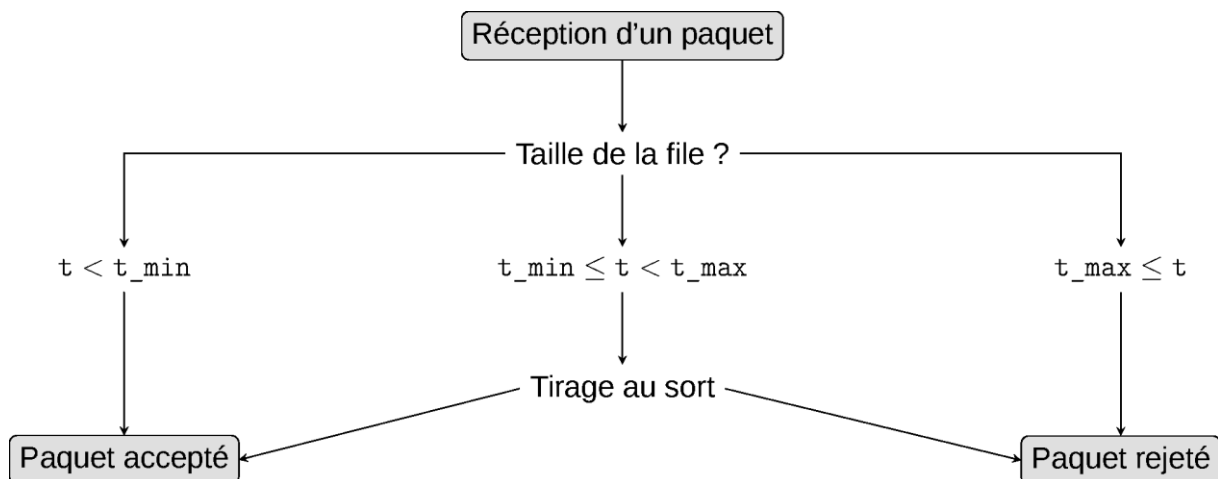 Réception d’un paquet
Taille de la file ?
t < t_min
t_min ≤ t < t_max
t_max ≤ t
Tirage au sort
Paquet accepté
Paquet rejeté